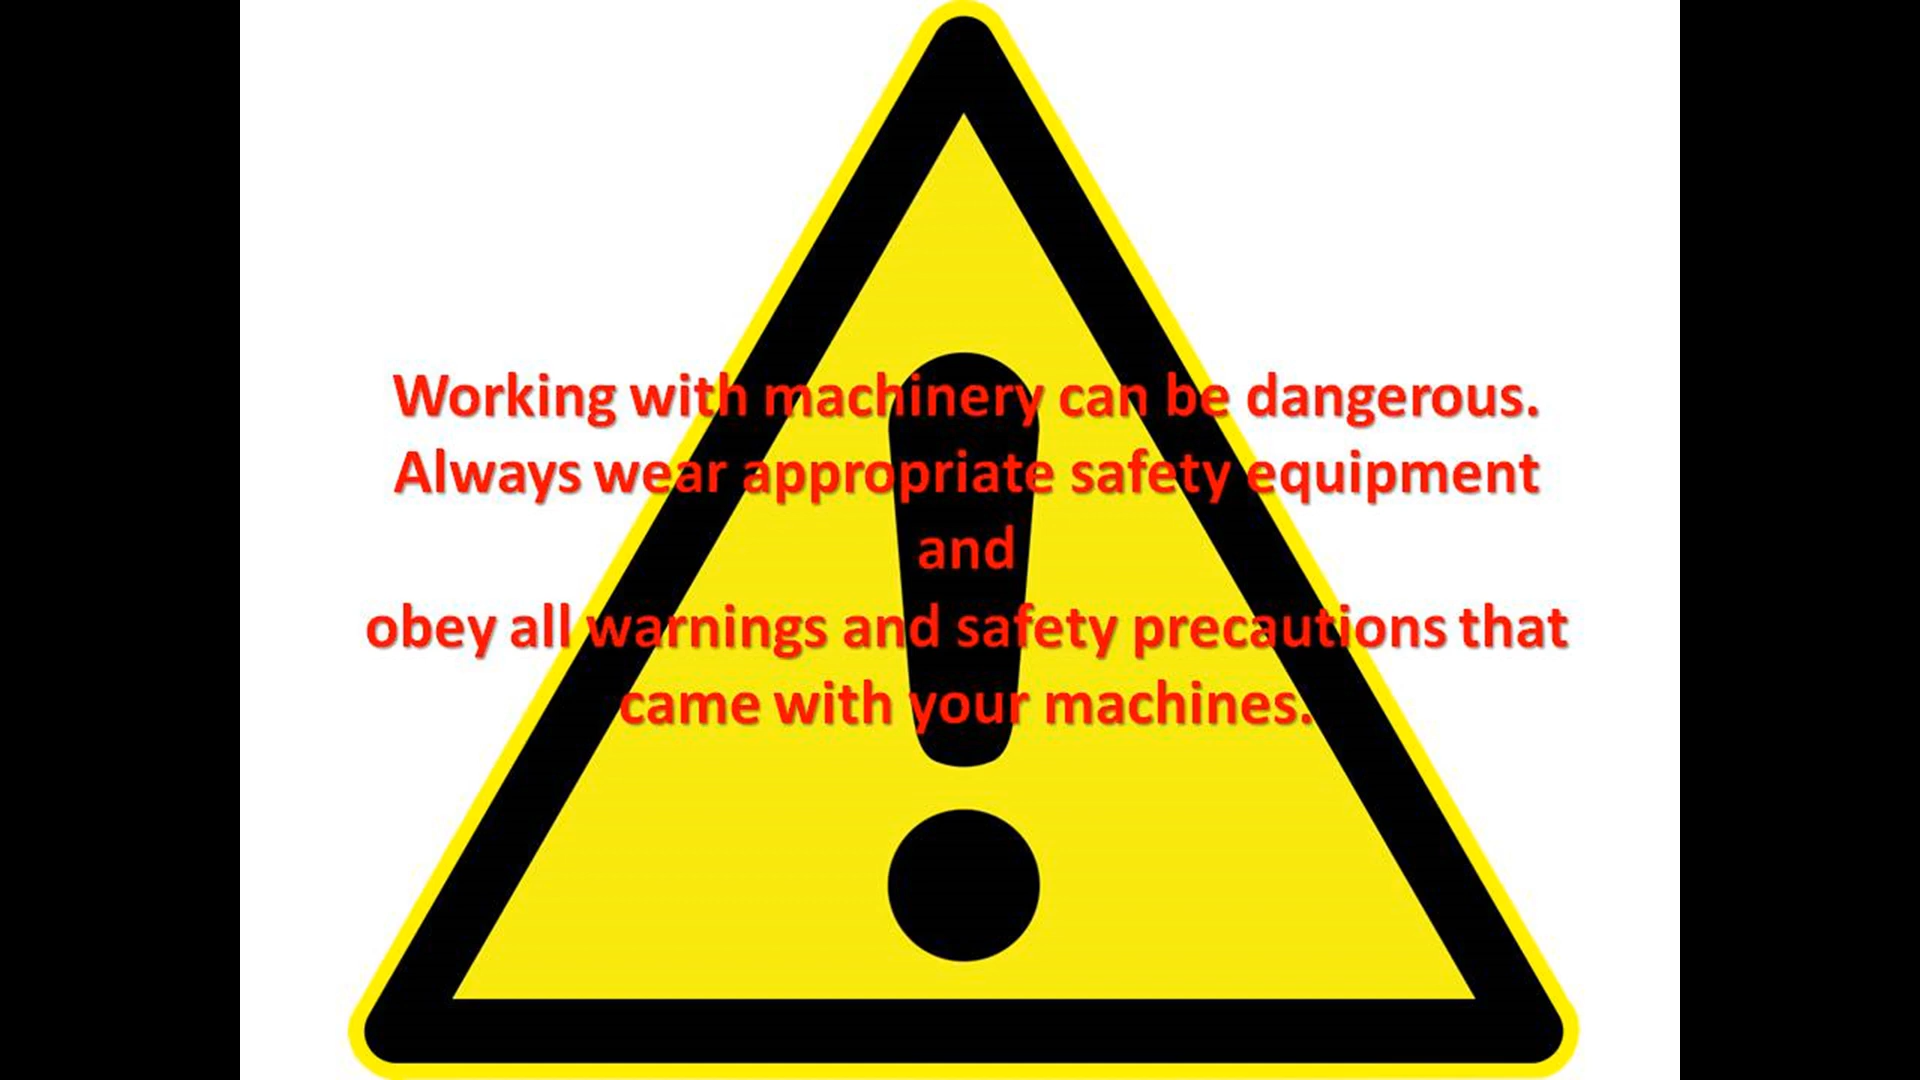 Working with machinery can be dangerous.
Always wear appropriate safety equipment
and
obey all warnings and safety precautions that
came with your machines.